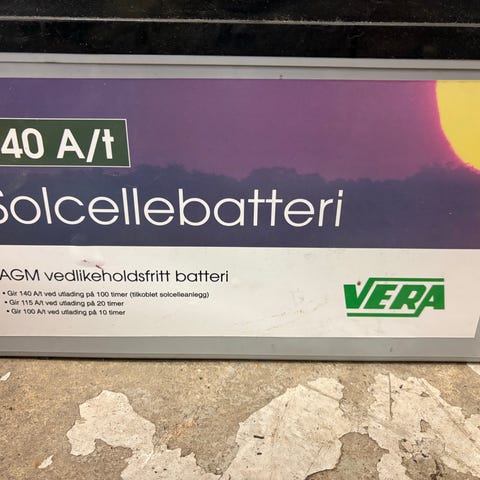 40 A/t
Solcellebatteri
AGM vedlikeholdsfritt batteri
• Gir 140 A/t ved utlading på 100 timer (tilkoblet solcelleanlegg)
• Gir 115 A/t ved utlading på 20 timer
• Gir 100 A/t ved utlading på 10 timer
VERA